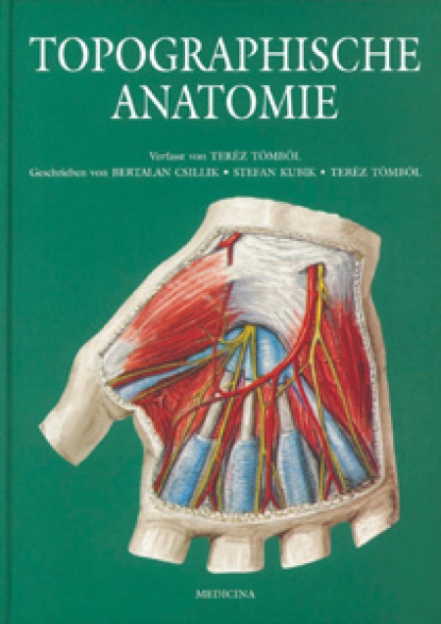 TOPOGRAPHISCHE
ANATOMIE
Verfasst von TERÉZ TÖMBÖL
Geschrieben von BERTALAN CSILLIK • STEFAN KUBIK • TERÉZ TÖMBÖL
MEDICINA